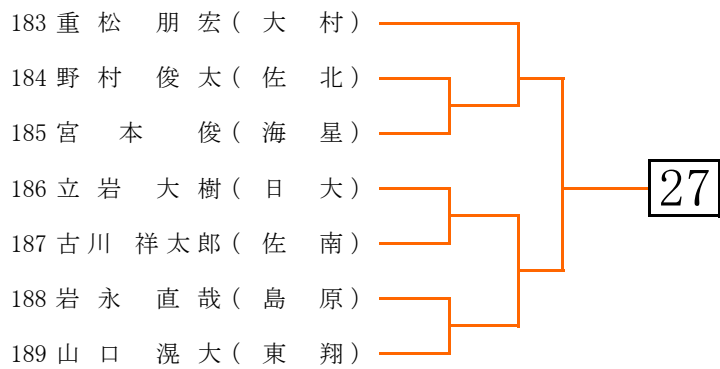 183 重松 朋宏(大村)
184 野村 俊太(佐北)
185 宮本 俊(海星)
186 立岩 大樹(日大)
27
187 古川 祥太郎(佐南)
188 岩永 直哉(島原)
189 山口 滉大(東翔)